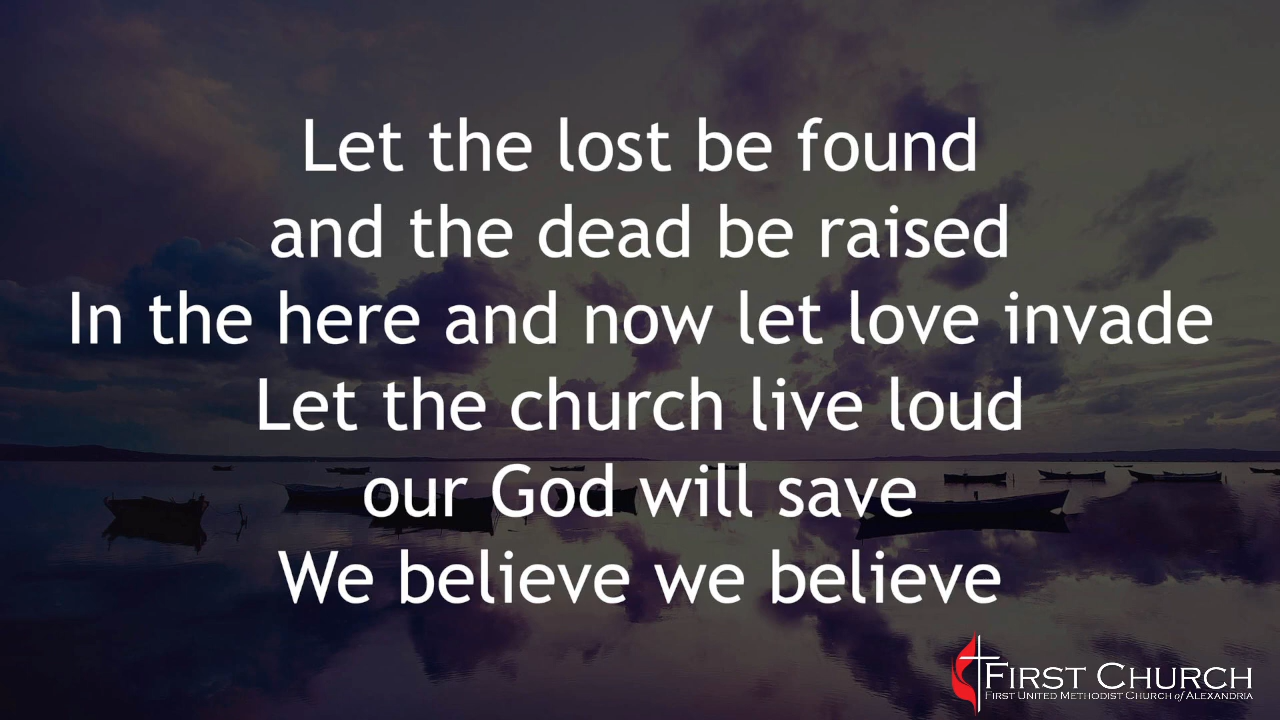 Let the lost be found
and the dead be raised
In the here and now let love invade
Let the church live loud
our God will save
We believe we believe
FIRST CHURCH
FIRST UNITED METHODIST CHURCH of ALEXANDRIA